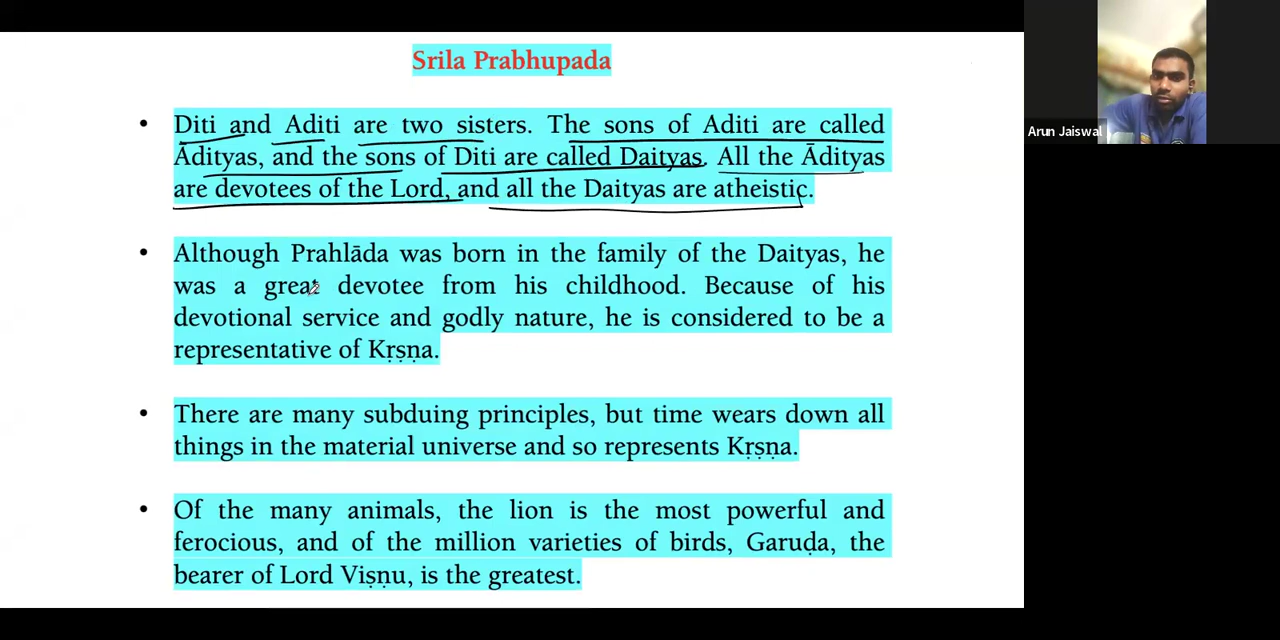 Srila Prabhupada
• Diti and Aditi are two sisters. The sons of Aditi are called
Ādityas, and the sons of Diti are called Daityas. All the Ādityas
are devotees of the Lord, and all the Daityas are atheistic.
• Although Prahlāda was born in the family of the Daityas, he
was a great devotee from his childhood. Because of his
devotional service and godly nature, he is considered to be a
representative of Kṛṣṇa.
• There are many subduing principles, but time wears down all
things in the material universe and so represents Kṛṣṇa.
• Of the many animals, the lion is the most powerful and
ferocious, and of the million varieties of birds, Garuḍa, the
bearer of Lord Viṣṇu, is the greatest.
Arun Jaiswal